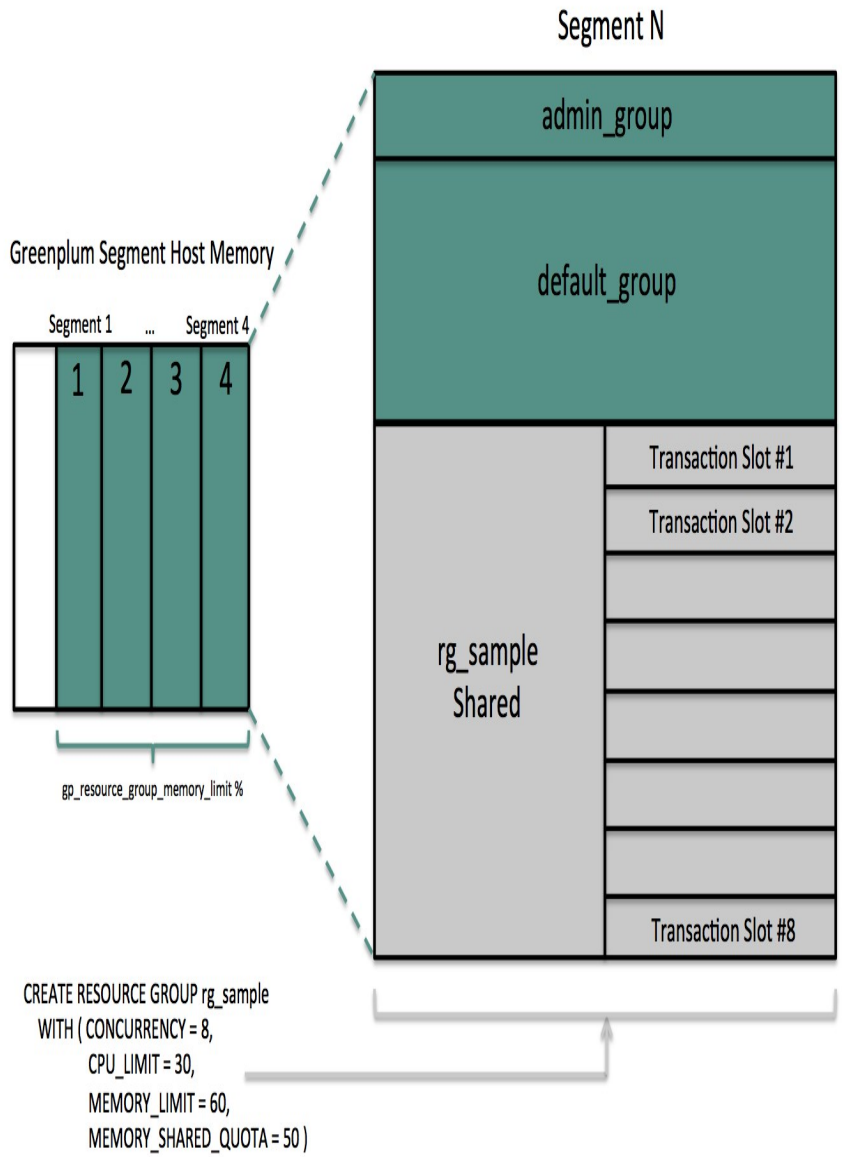 Segment N
admin_group
default_group
Greenplum Segment Host Memory
Segment 1 ... Segment 4
1 2 3 4
Transaction Slot #1
Transaction Slot #2
rg_sample
Shared
gp_resource_group_memory_limit %
Transaction Slot #8
CREATE RESOURCE GROUP rg_sample
WITH ( CONCURRENCY = 8,
CPU_LIMIT = 30,
MEMORY_LIMIT = 60,
MEMORY_SHARED_QUOTA = 50 )